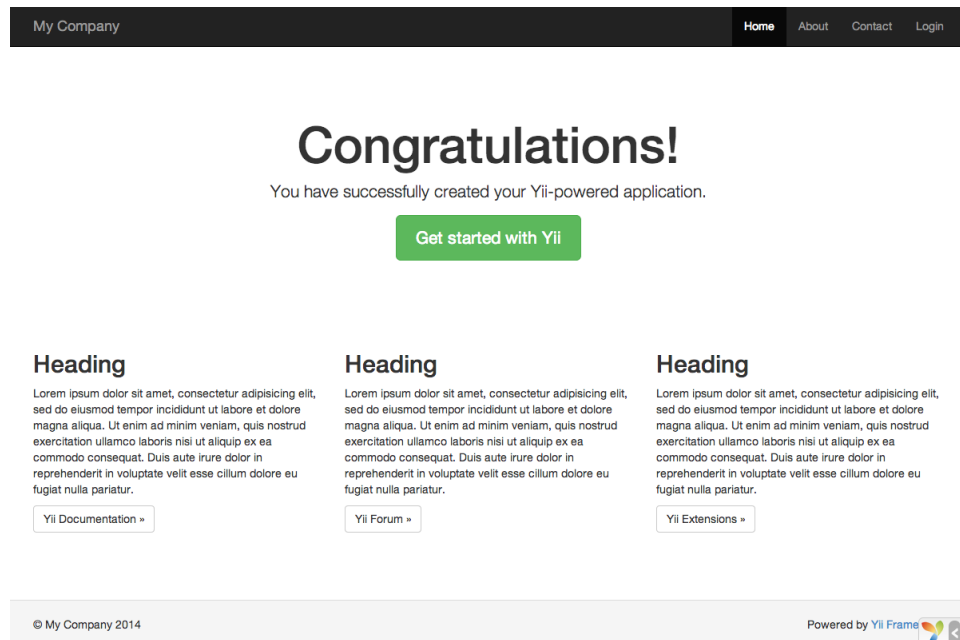 My Company
Home About Contact Login
Congratulations!
You have successfully created your Yii-powered application.
Get started with Yii
Heading
Lorem ipsum dolor sit amet, consectetur adipisicing elit,
sed do eiusmod tempor incididunt ut labore et dolore
magna aliqua. Ut enim ad minim veniam, quis nostrud
exercitation ullamco laboris nisi ut aliquip ex ea
commodo consequat. Duis aute irure dolor in
reprehenderit in voluptate velit esse cillum dolore eu
fugiat nulla pariatur.
Yii Documentation »
Heading
Lorem ipsum dolor sit amet, consectetur adipisicing elit,
sed do eiusmod tempor incididunt ut labore et dolore
magna aliqua. Ut enim ad minim veniam, quis nostrud
exercitation ullamco laboris nisi ut aliquip ex ea
commodo consequat. Duis aute irure dolor in
reprehenderit in voluptate velit esse cillum dolore eu
fugiat nulla pariatur.
Yii Forum »
Heading
Lorem ipsum dolor sit amet, consectetur adipisicing elit,
sed do eiusmod tempor incididunt ut labore et dolore
magna aliqua. Ut enim ad minim veniam, quis nostrud
exercitation ullamco laboris nisi ut aliquip ex ea
commodo consequat. Duis aute irure dolor in
reprehenderit in voluptate velit esse cillum dolore eu
fugiat nulla pariatur.
Yii Extensions »
© My Company 2014
Powered by Yii Frame